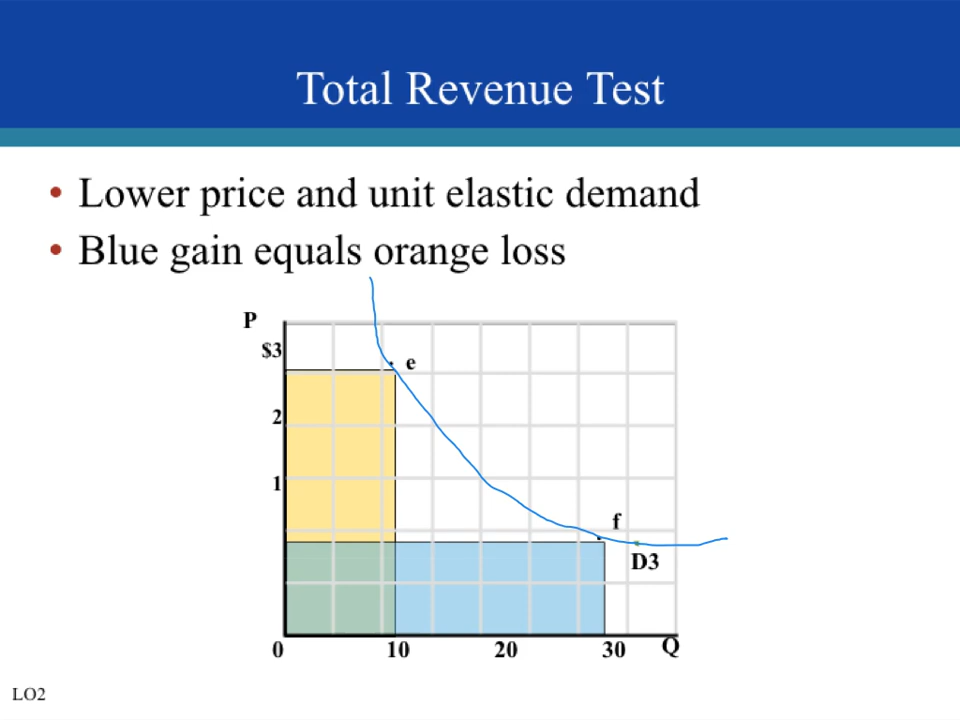 Total Revenue Test
• Lower price and unit elastic demand
• Blue gain equals orange loss
P
$3
e
2
1
f
D3
0 10 20 30 Q
LO2